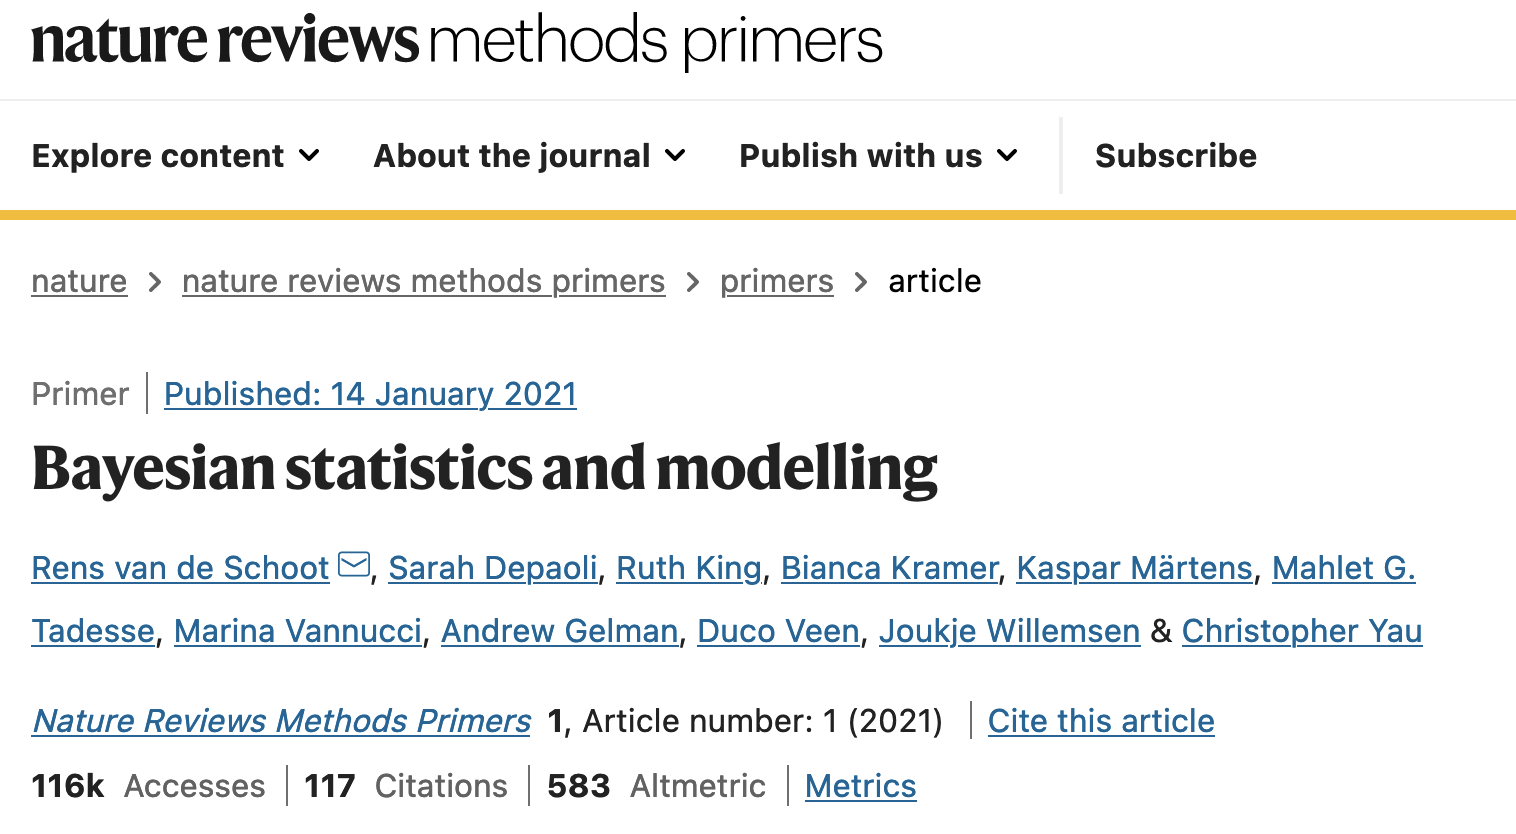 nature reviews methods primers
Explore content About the journal Publish with us Subscribe
nature > nature reviews methods primers > primers > article
Primer | Published: 14 January 2021
Bayesian statistics and modelling
Rens van de Schoot, Sarah Depaoli, Ruth King, Bianca Kramer, Kaspar Märtens, Mahlet G.
Tadesse, Marina Vannucci, Andrew Gelman, Duco Veen, Joukje Willemsen & Christopher Yau
Nature Reviews Methods Primers 1, Article number: 1 (2021) | Cite this article
116k Accesses | 117 Citations | 583 Altmetric | Metrics